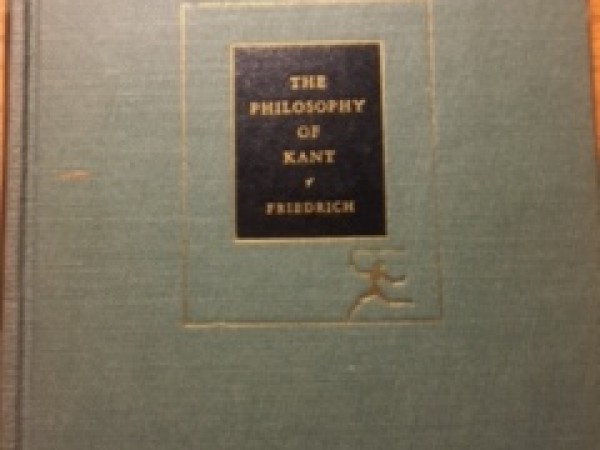 THE
PHILOSOPHY
OF
KANT
FRIEDRICH